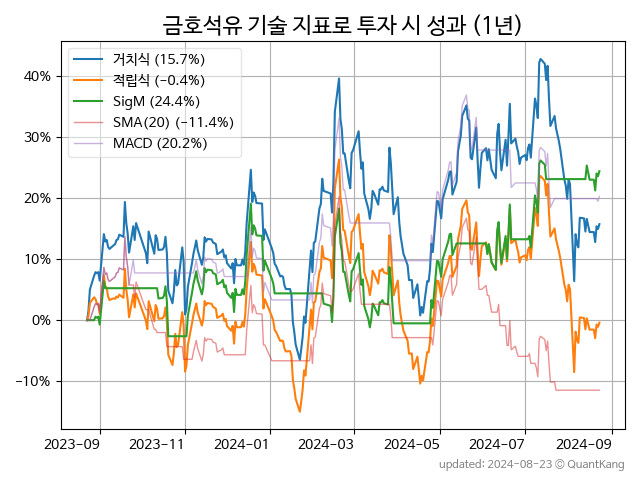 금호석유 기술 지표로 투자 시 성과 (1년)
거치식 (15.7%)
적립식 (−0.4%)
SigM (24.4%)
SMA(20) (−11.4%)
MACD (20.2%)
40%
30%
20%
10%
0%
−10%
2023-09 2023-11 2024-01 2024-03 2024-05 2024-07 2024-09
updated: 2024-08-23 © QuantKang